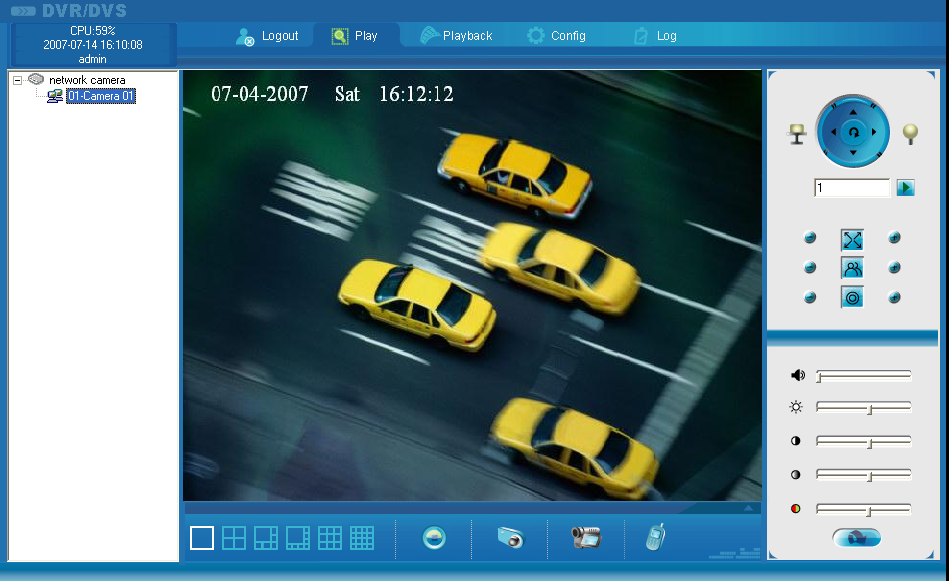 DVR/DVS
CPU:59%
2007-07-14 16:10:08
admin
Logout
Play
Playback
Config
Log
network camera
01-Camera 01
07-04-2007 Sat 16:12:12
1